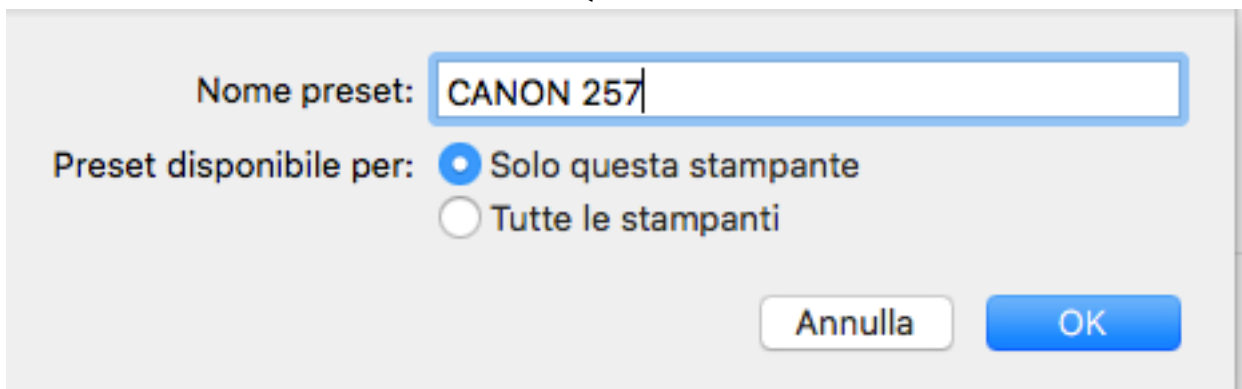 Nome preset: CANON 257
Preset disponibile per: Solo questa stampante
Tutte le stampanti
Annulla OK